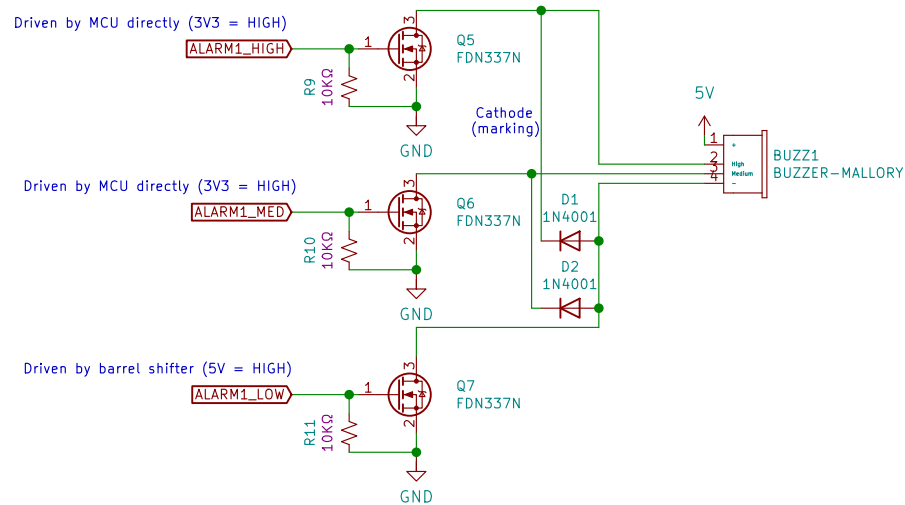 Driven by MCU directly (3V3 = HIGH)
ALARM1_HIGH
1
3
2
Q5
FDN337N
R9
10KΩ
GND
Cathode
(marking)
5V
1
2
3
4
+
High
Medium
-
BUZZ1
BUZZER-MALLORY
Driven by MCU directly (3V3 = HIGH)
ALARM1_MED
1
3
2
Q6
FDN337N
R10
10KΩ
GND
D1
1N4001
D2
1N4001
Driven by barrel shifter (5V = HIGH)
ALARM1_LOW
1
3
2
Q7
FDN337N
R11
10KΩ
GND